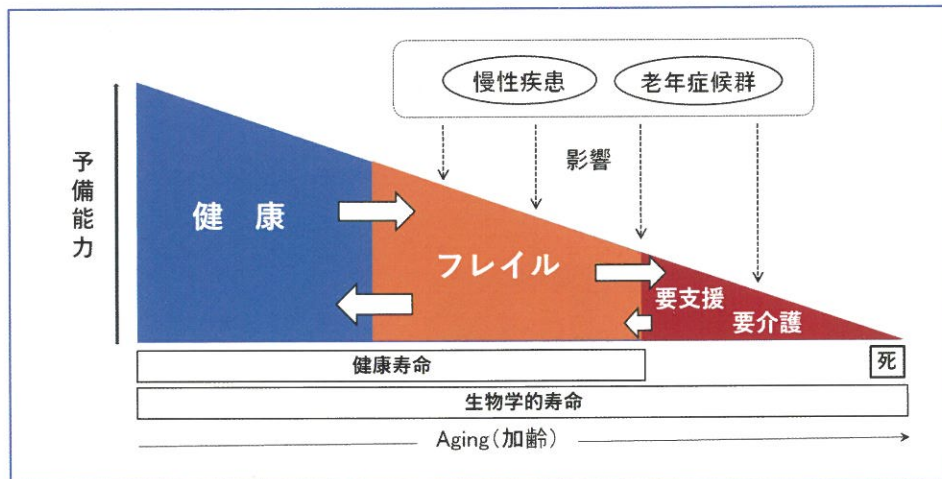 慢性疾患
老年症候群
影響
予備能力
健 康
フレイル
要支援
要介護
健康寿命
死
生物学的寿命
Aging(加齢)